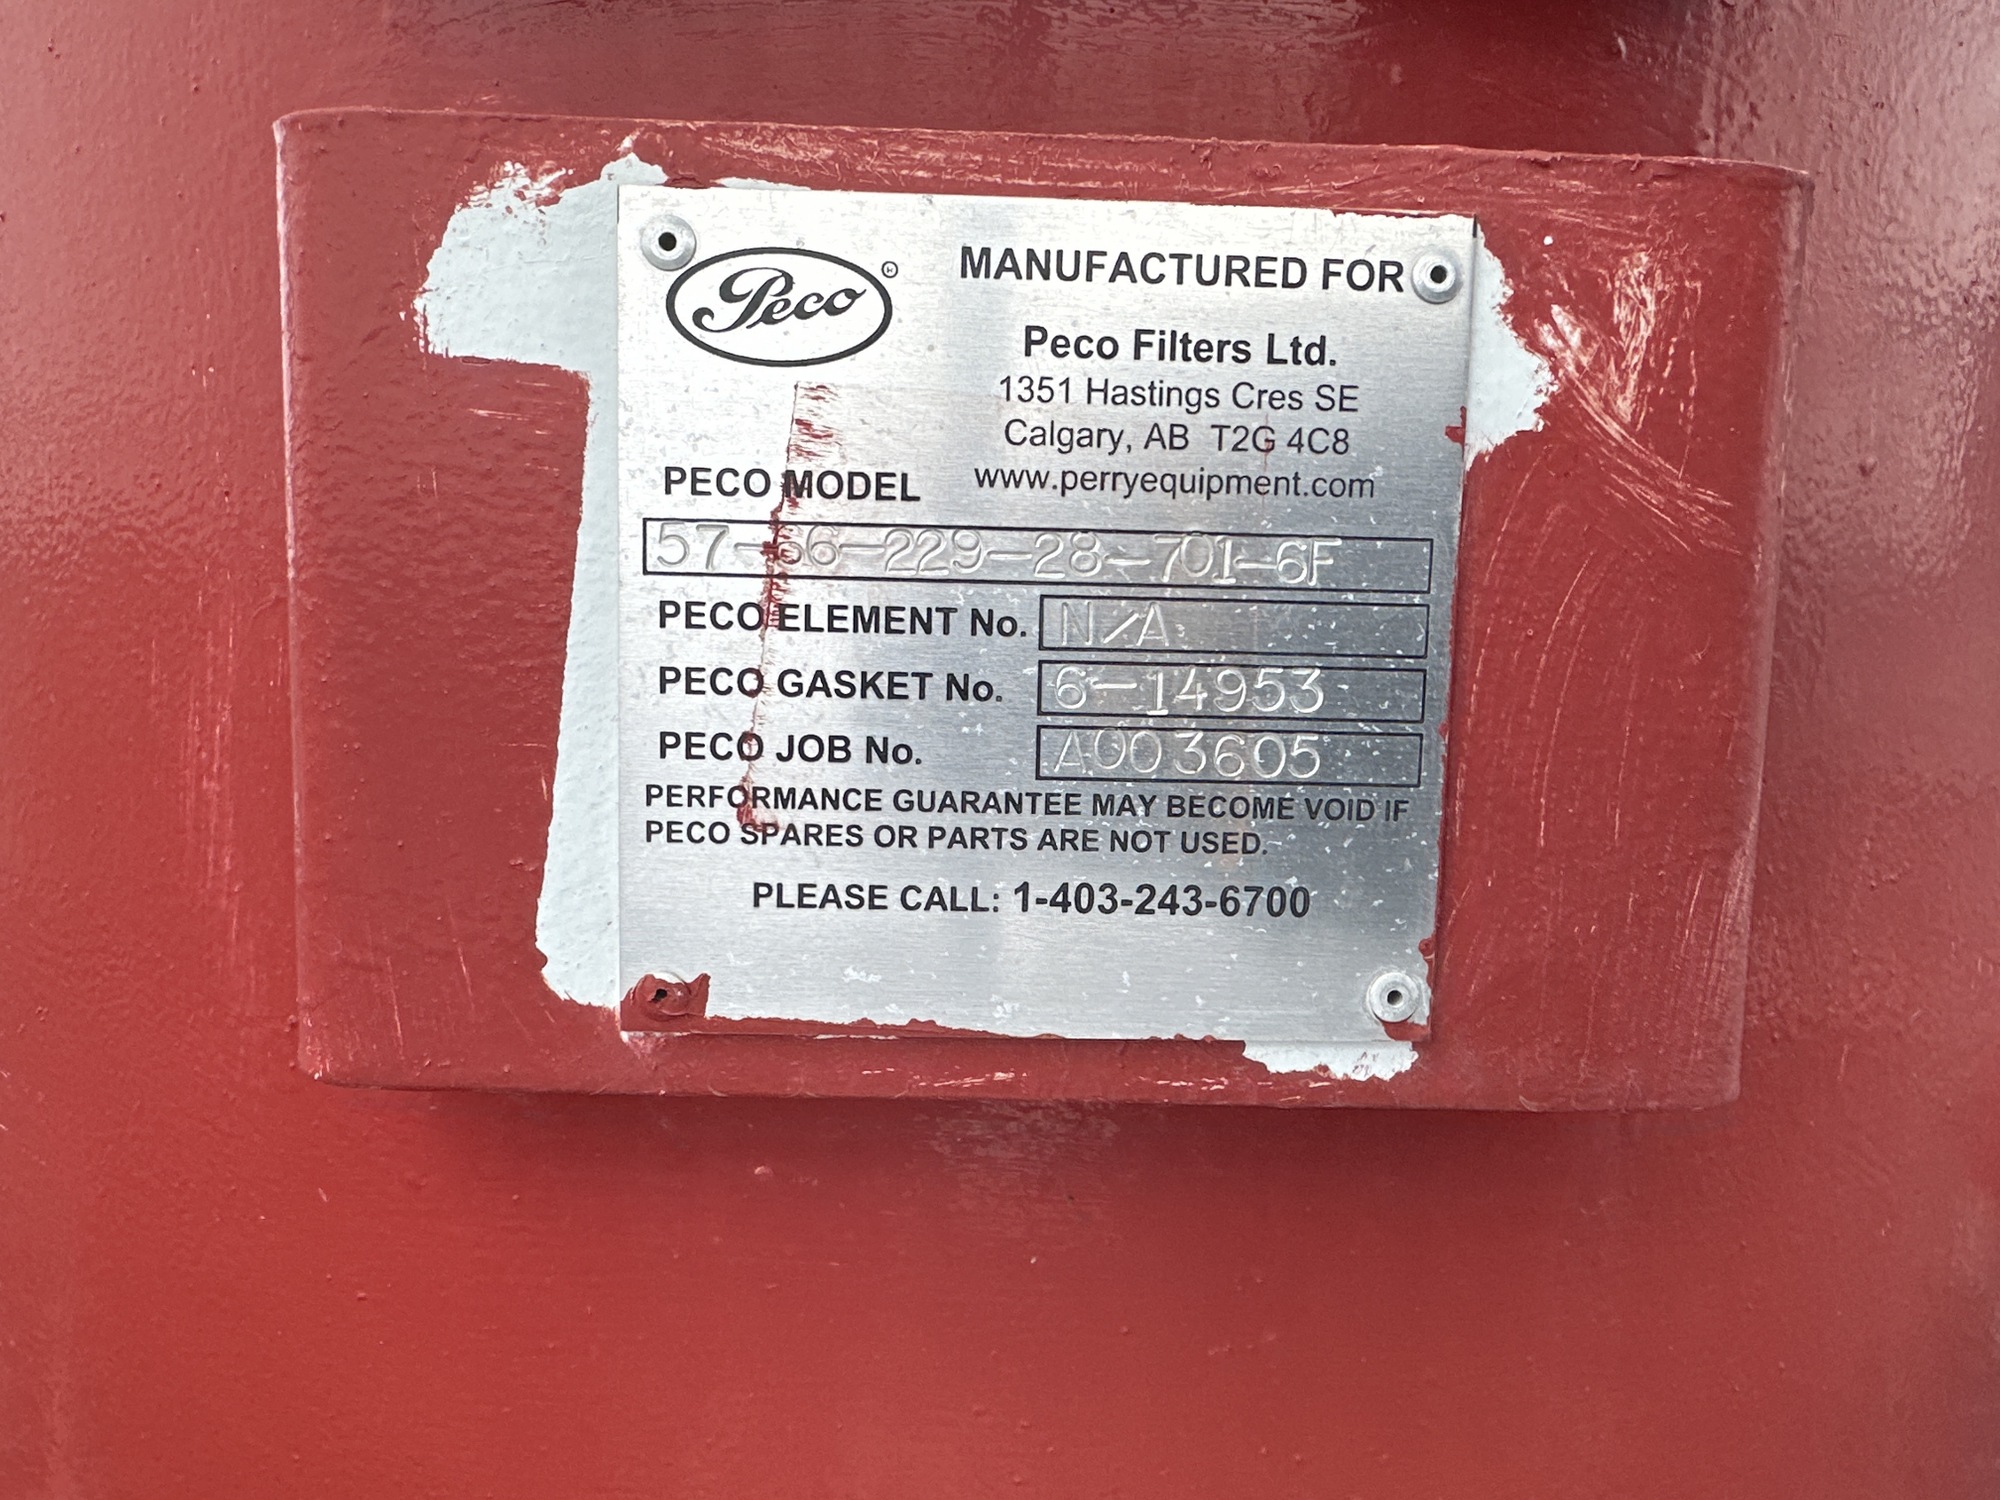 Peco
MANUFACTURED FOR
Peco Filters Ltd.
1351 Hastings Cres SE
Calgary, AB T2G 4C8
www.perryequipment.com
PECO MODEL
57-66-229-28-701-6F
PECO ELEMENT No. N/A
PECO GASKET No. 6-14953
PECO JOB No. A003605
PERFORMANCE GUARANTEE MAY BECOME VOID IF
PECO SPARES OR PARTS ARE NOT USED.
PLEASE CALL: 1-403-243-6700